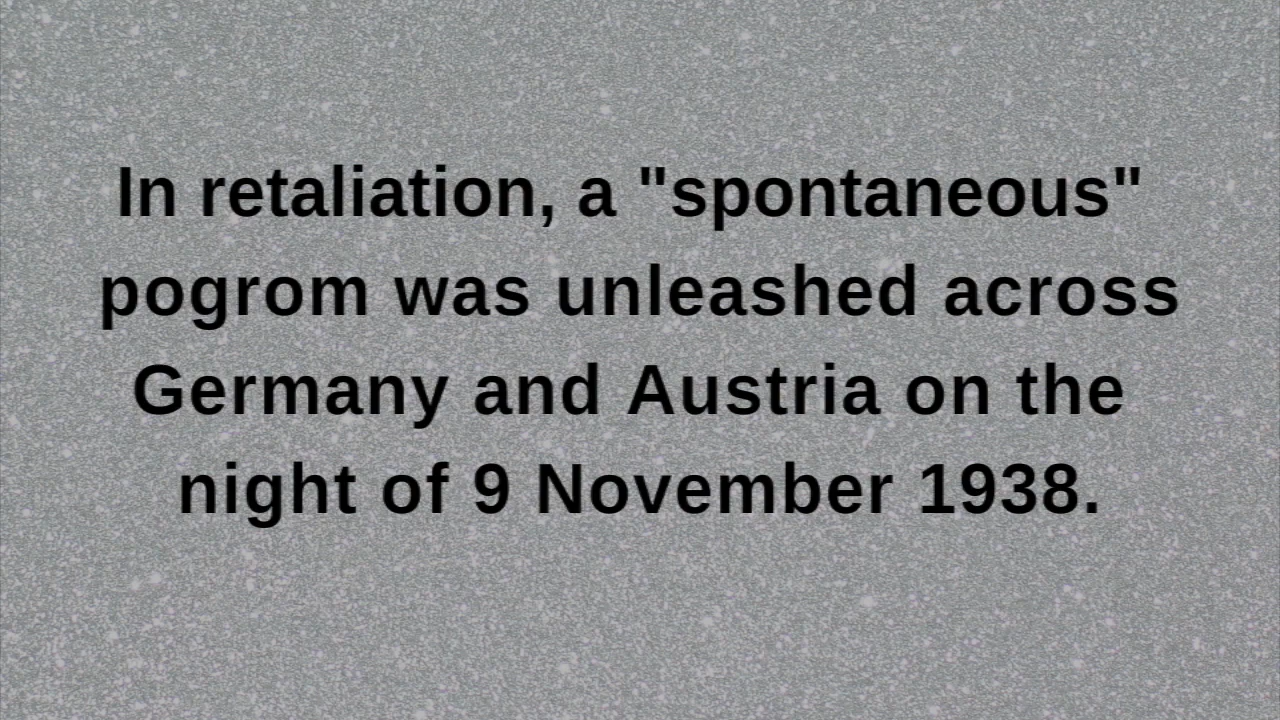 In retaliation, a "spontaneous"
pogrom was unleashed across
Germany and Austria on the
night of 9 November 1938.